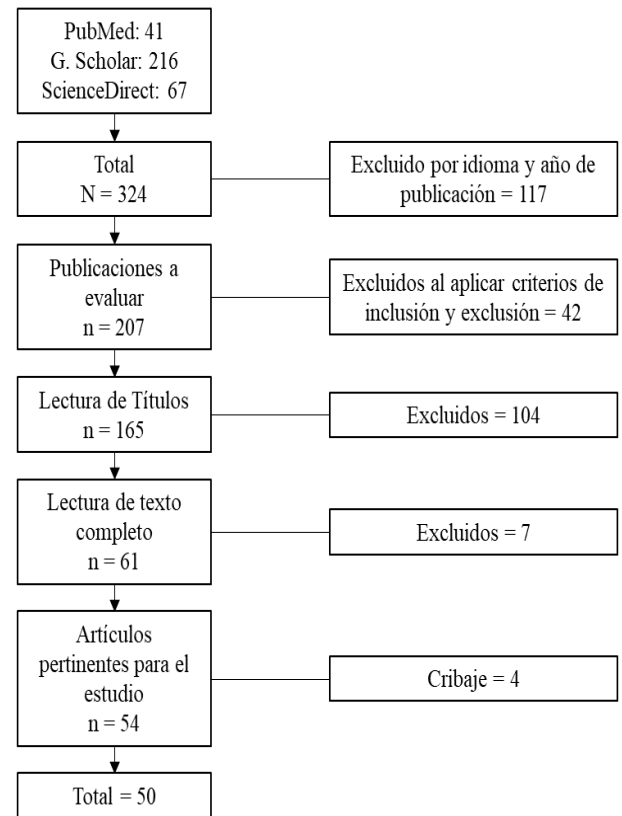 PubMed: 41
G. Scholar: 216
ScienceDirect: 67
Total
N = 324
Excluido por idioma y año de
publicación = 117
Publicaciones a
evaluar
n = 207
Excluidos al aplicar criterios de
inclusión y exclusión = 42
Lectura de Títulos
n = 165
Excluidos = 104
Lectura de texto
completo
n = 61
Excluidos = 7
Artículos
pertinentes para el
estudio
n = 54
Cribaje = 4
Total = 50